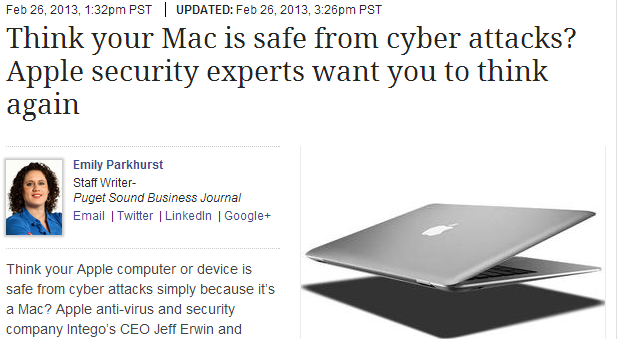 Feb 26, 2013, 1:32pm PST | UPDATED: Feb 26, 2013, 3:26pm PST
Think your Mac is safe from cyber attacks?
Apple security experts want you to think
again
Emily Parkhurst
Staff Writer-
Puget Sound Business Journal
Email | Twitter | LinkedIn | Google+
Think your Apple computer or device is
safe from cyber attacks simply because it's
a Mac? Apple anti-virus and security
company Intego's CEO Jeff Erwin and